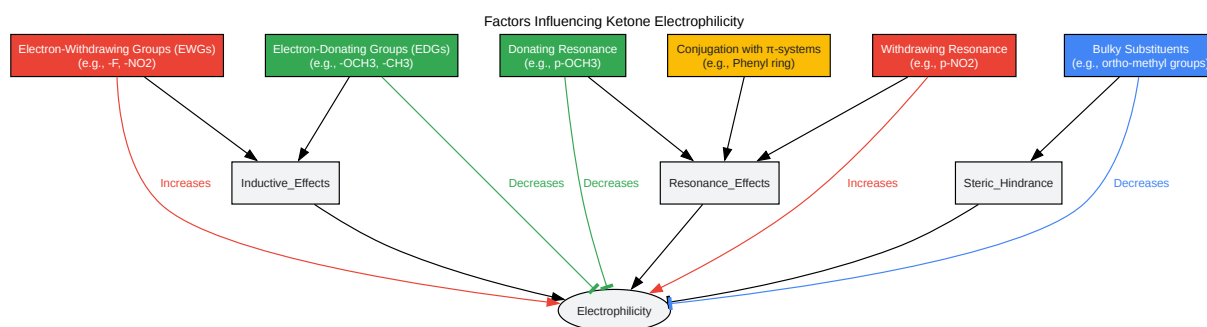 Factors Influencing Ketone Electrophilicity
Electron-Withdrawing Groups (EWGs)
(e.g., -F, -NO2)
Electron-Donating Groups (EDGs)
(e.g., -OCH3, -CH3)
Donating Resonance
(e.g., p-OCH3)
Conjugation with π-systems
(e.g., Phenyl ring)
Withdrawing Resonance
(e.g., p-NO2)
Bulky Substituents
(e.g., ortho-methyl groups)
Increases
Inductive_Effects
Decreases
Decreases
Resonance_Effects
Increases
Steric_Hindrance
Decreases
Electrophilicity